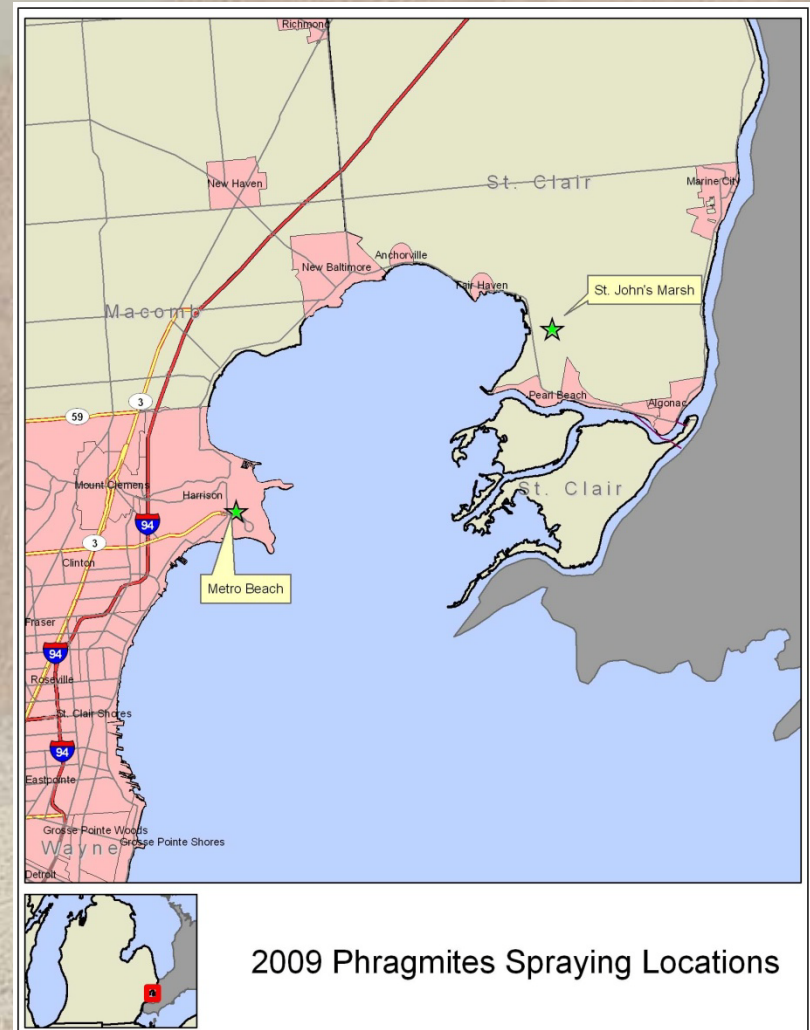 Richmond
New Haven
St. Clair
Marine City
Anchorville
New Baltimore
Fair Haven
St. John's Marsh
Macomb
3
59
Pearl Beach
Algonac
Mount Clemens
Harrison
St. Clair
94
3
Clinton
Metro Beach
Fraser
94
Roseville
St. Clair Shores
94
Eastpointe
Grosse Pointe Woods
Wayne
Grosse Pointe Shores
Detroit
2009 Phragmites Spraying Locations